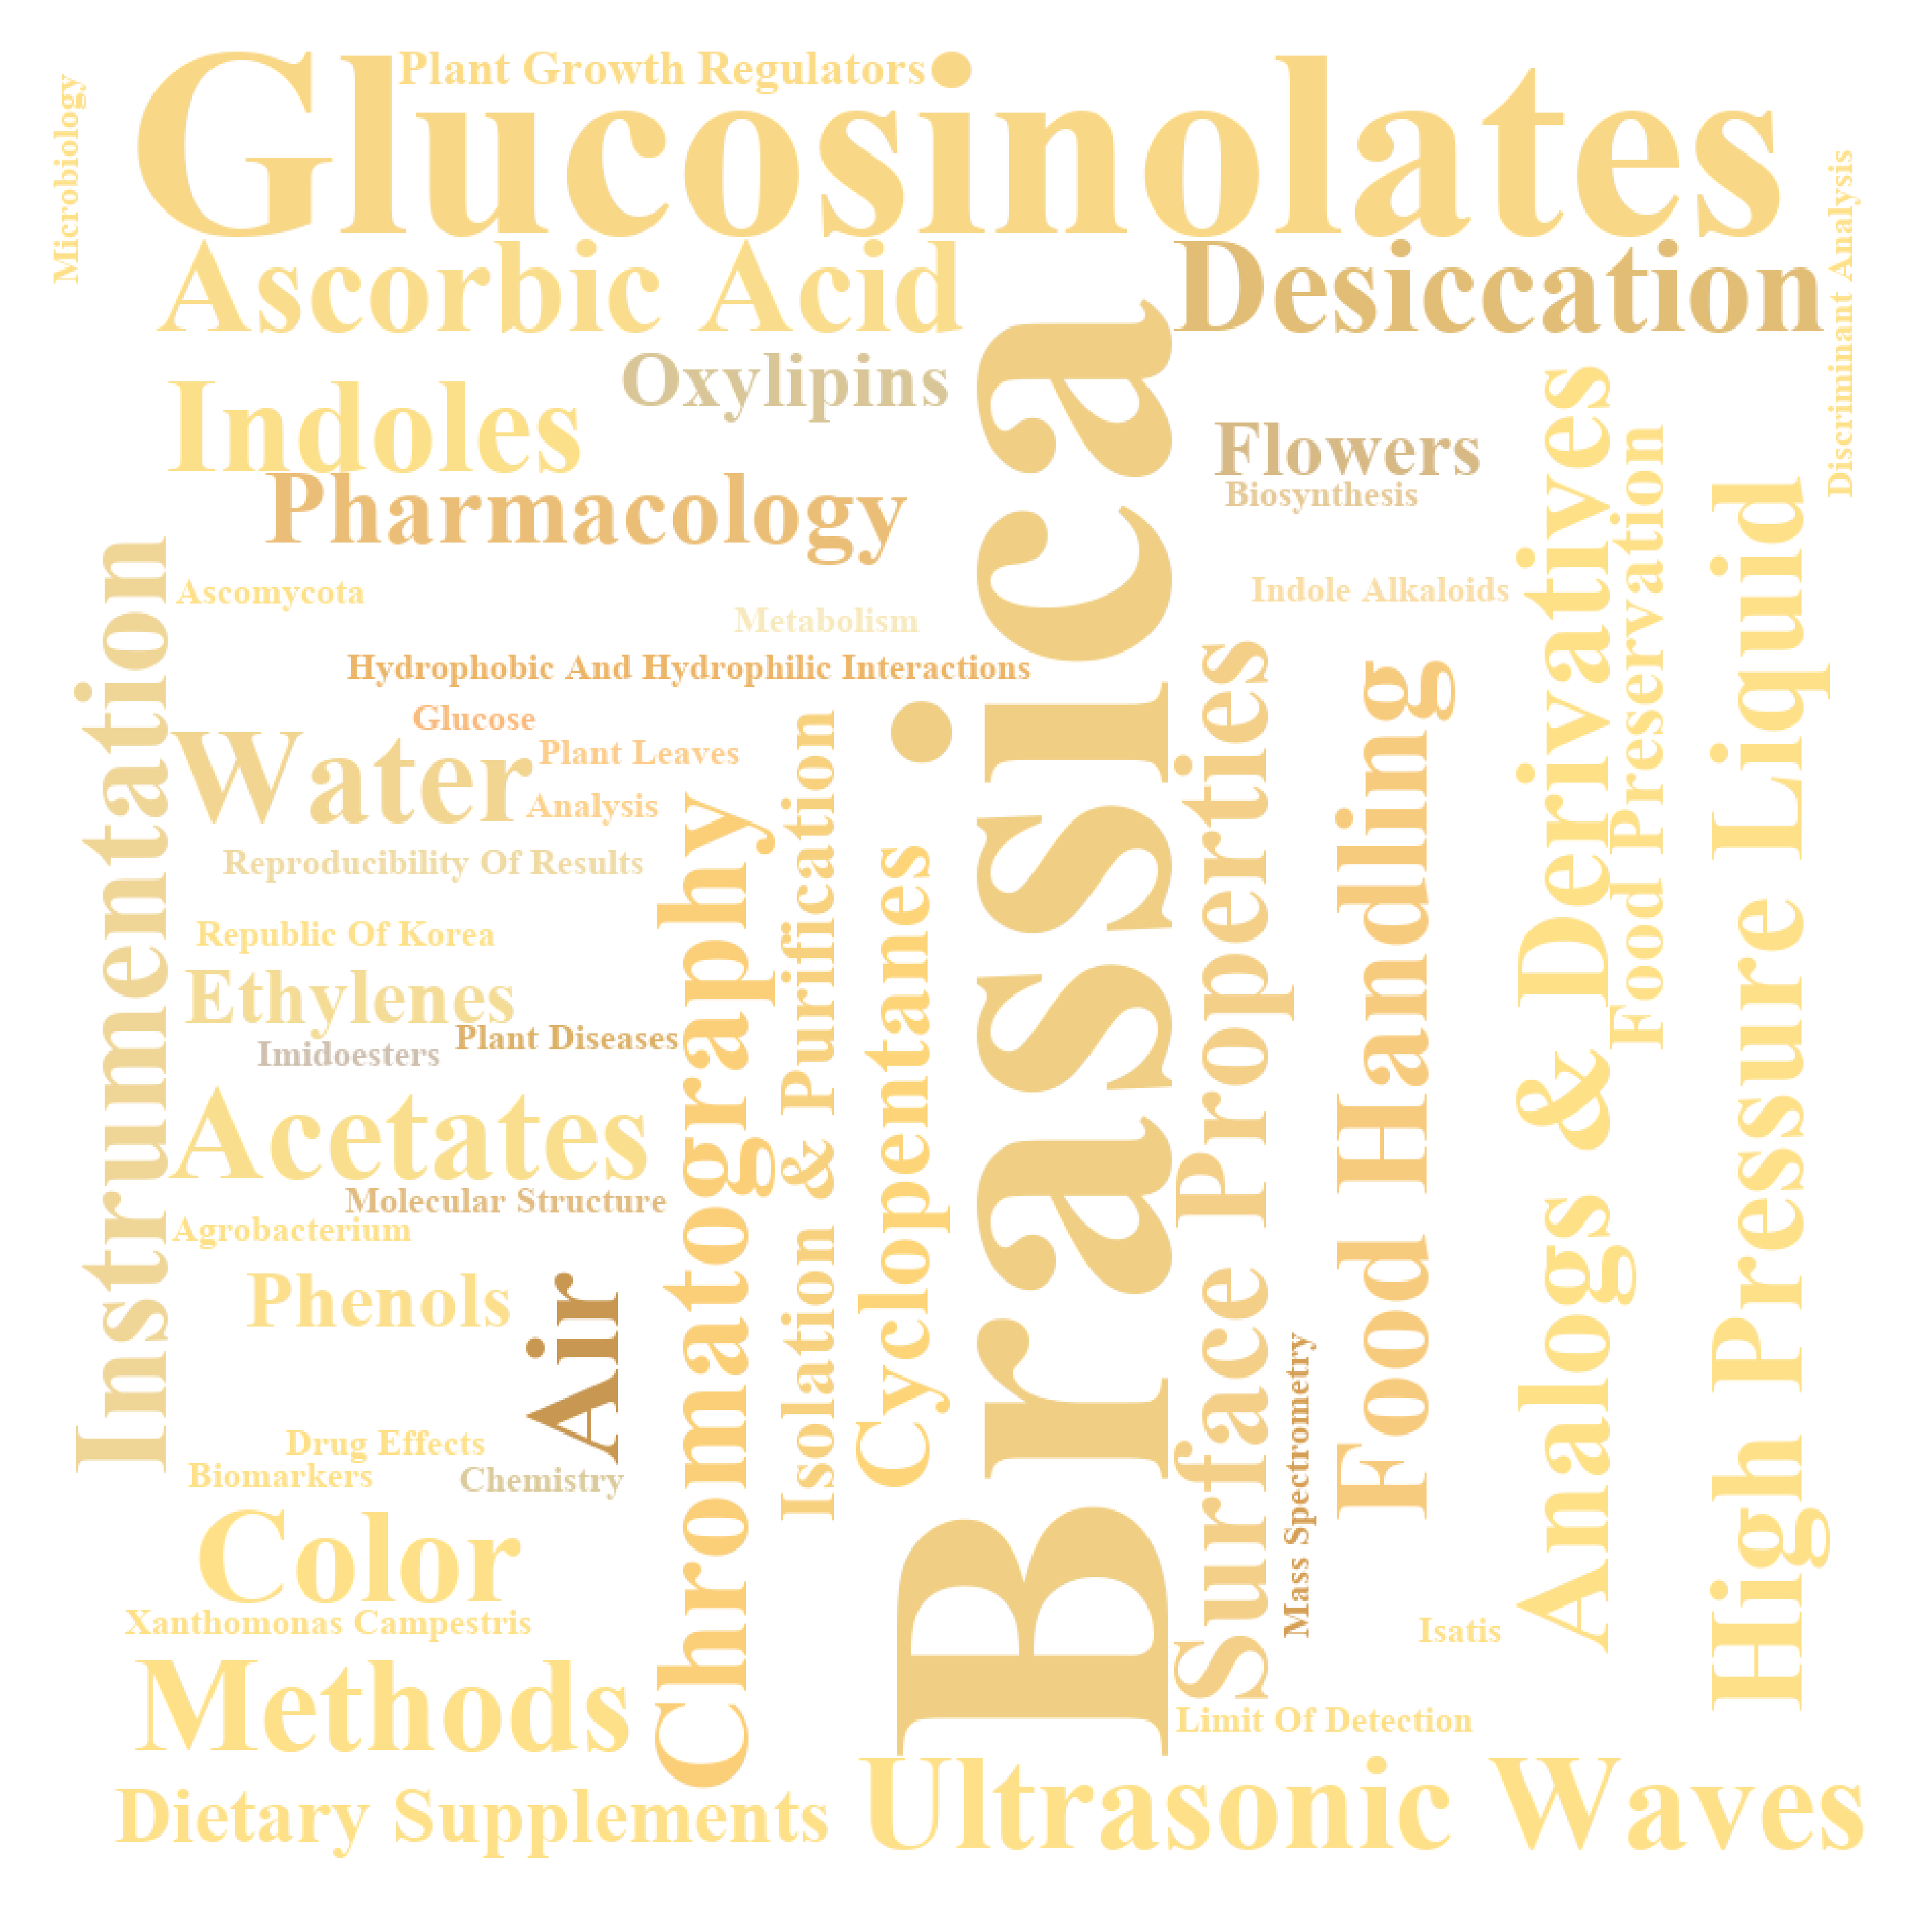 Plant Growth Regulators
Glucosinolates
Microbiology
Discriminant Analysis
Ascorbic Acid
Desiccation
Oxylipins
Indoles
Flowers
Pharmacology
Biosynthesis
Ascomycota
Indole Alkaloids
Metabolism
Hydrophobic And Hydrophilic Interactions
Glucose
Water
Plant Leaves
Analysis
Reproducibility Of Results
Republic Of Korea
Ethylenes
Plant Diseases
Imidoesters
Acetates
Molecular Structure
Agrobacterium
Phenols
Air
Drug Effects
Biomarkers
Chemistry
Color
Xanthomonas Campestris
Methods
Dietary Supplements
Instrumentation
Chromatography
Isolation & Purification
Cyclopentanes
Brassica
Surface Properties
Mass Spectrometry
Food Handling
Analogs & Derivatives
Food Preservation
High Pressure Liquid
Isatis
Limit Of Detection
Ultrasonic Waves